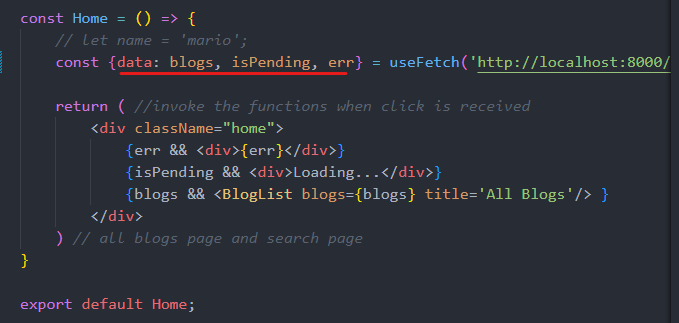 const Home = () => {
// let name = 'mario';
const {data: blogs, isPending, err} = useFetch('http://localhost:8000/
return ( //invoke the functions when click is received
<div className="home">
{err && <div>{err}</div>}
{isPending && <div>Loading...</div>}
{blogs && <BlogList blogs={blogs} title='All Blogs'/> }
</div>
) // all blogs page and search page
}
export default Home;